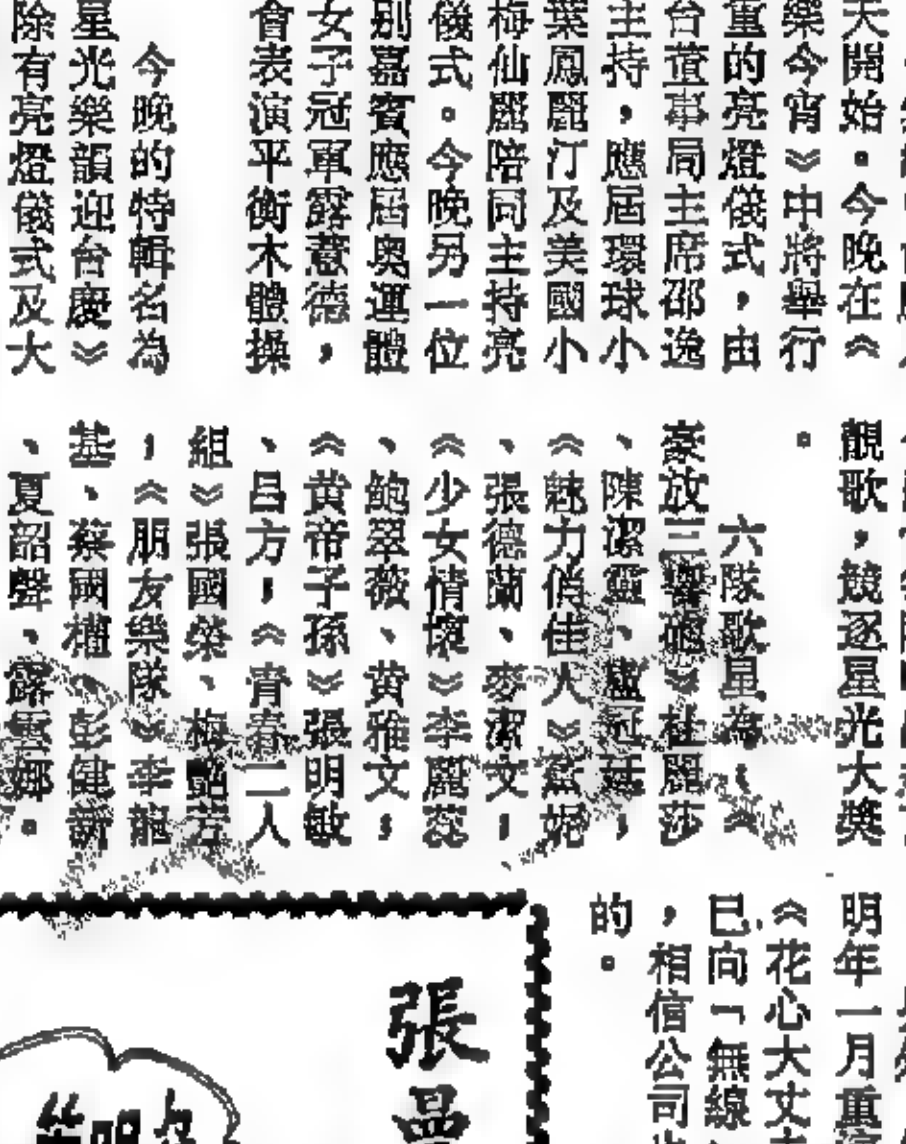 天開始。今晚在《
樂今宵》中將舉行
重的亮燈儀式，由
台董事局主席邵逸
主持，應屆環球小
葉鳳麗汀及美國小
梅仙麗陪同主持亮
儀式。今晚另一位
別嘉賓應屆奧運體
女子冠軍露薏德，
會表演平衡木體操
今晚的特輯名為
星光樂韻迎台慶》
除有亮燈儀式及大
靚歌，競逐星光大獎
。
六隊歌星為：《
豪放三響炮》杜麗莎
、陳潔靈、盧冠廷；
《魅力俏佳人》蔡妮
、張德蘭、麥潔文；
《少女情懷》李麗蕊
、鮑翠薇、黄雅文；
《黄帝子孫》張明敏
、呂方；《青春二人
組》張國榮、梅艷芳
；《朋友樂隊》李龍
基、蔡國權、彭健新
、夏韶聲、露雲娜。
明年一月重
《花心大丈
已向「無線
，相信公司
的。
張